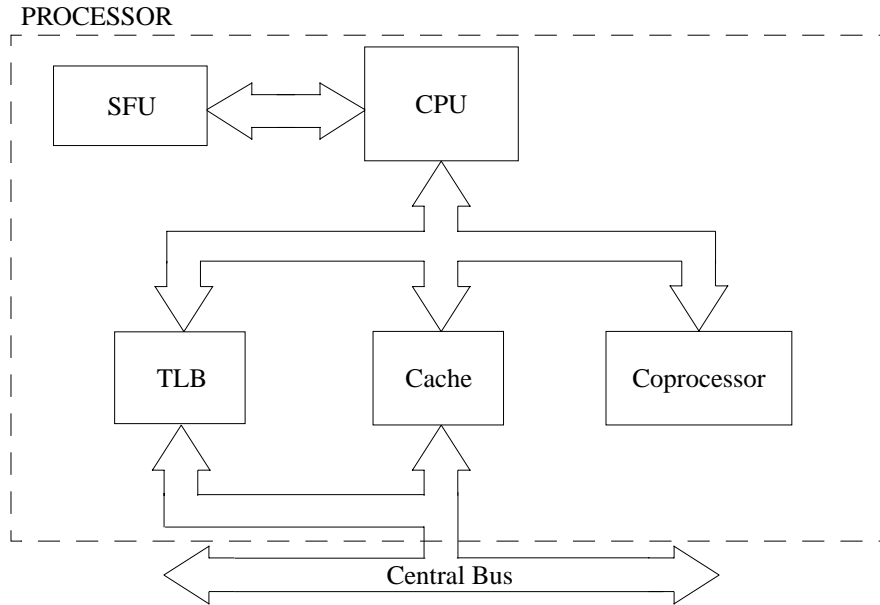 PROCESSOR
SFU
CPU
TLB
Cache
Coprocessor
Central Bus